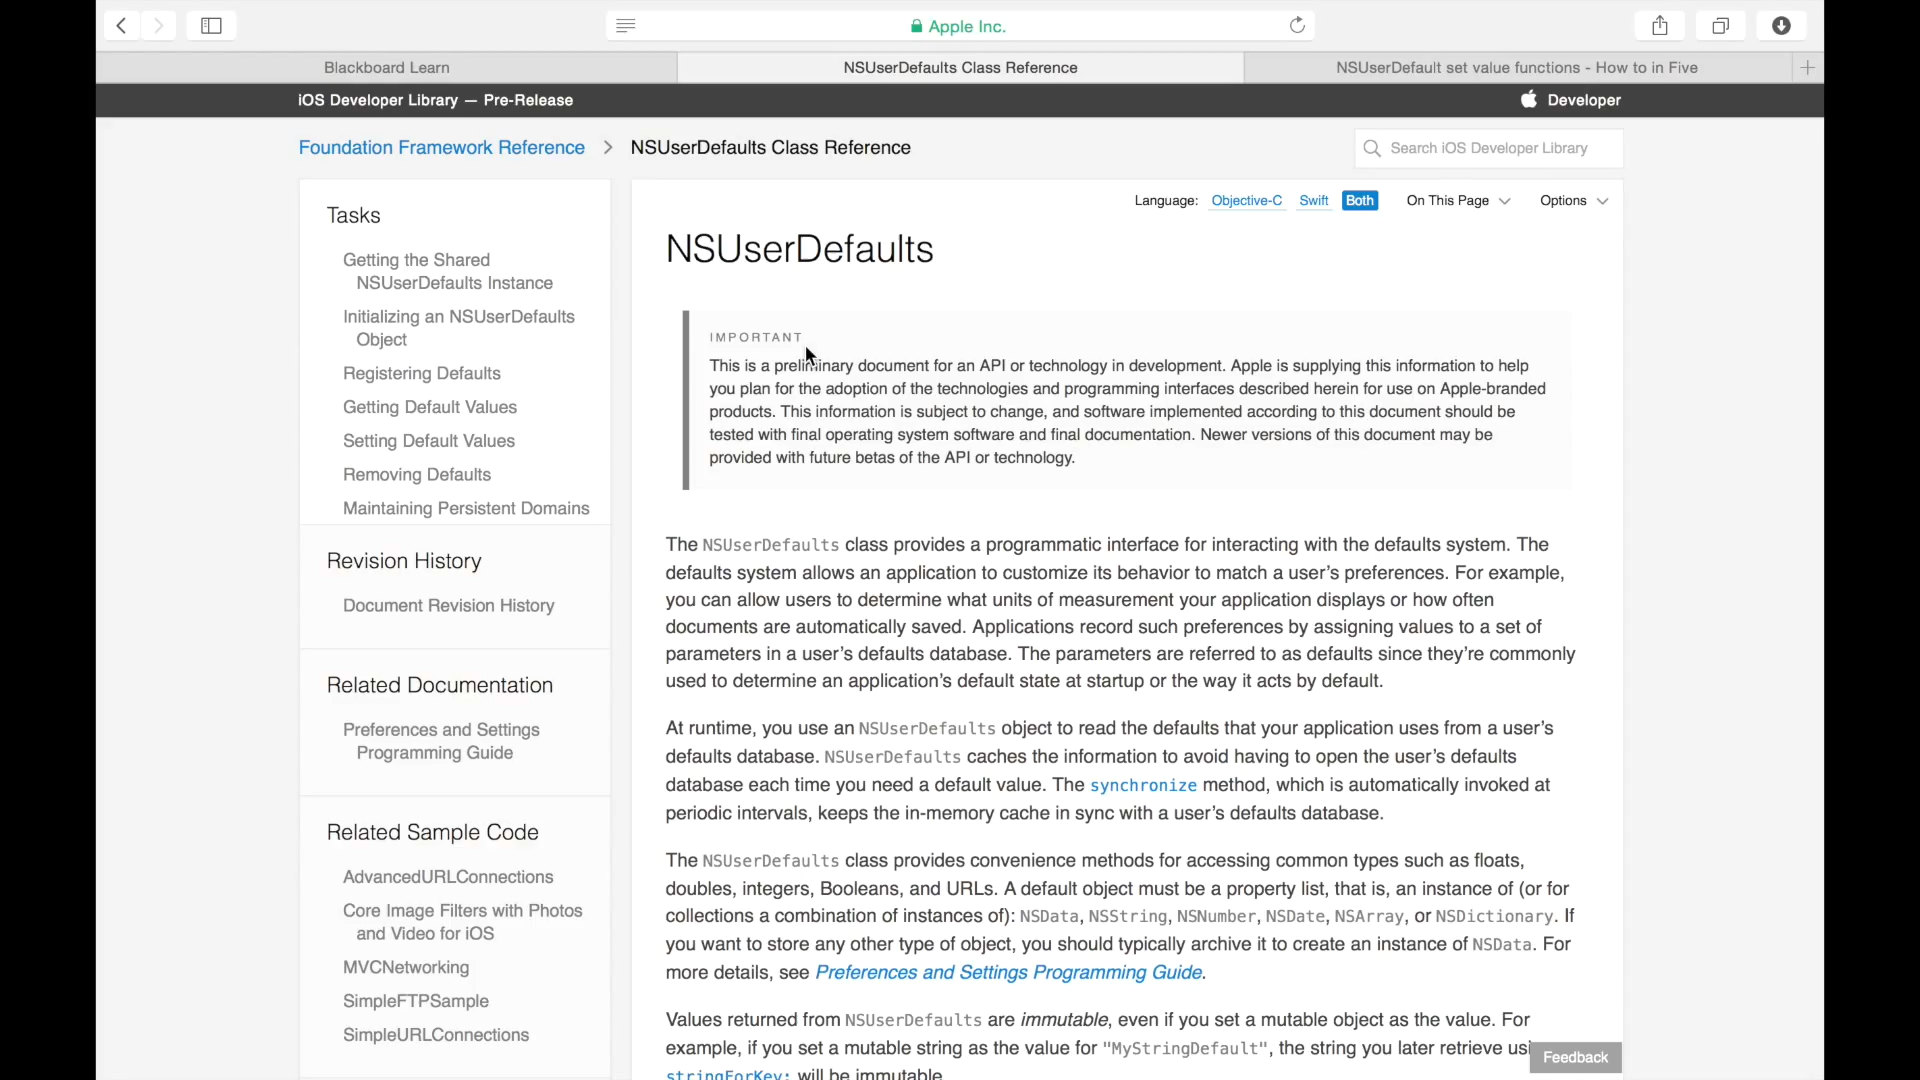 Apple Inc.
Blackboard Learn
NSUserDefaults Class Reference
NSUserDefault set value functions - How to in Five
iOS Developer Library — Pre-Release
Developer
Foundation Framework Reference
NSUserDefaults Class Reference
Search iOS Developer Library
Tasks
Getting the Shared
NSUserDefaults Instance
Initializing an NSUserDefaults
Object
Registering Defaults
Getting Default Values
Setting Default Values
Removing Defaults
Maintaining Persistent Domains
Revision History
Document Revision History
Related Documentation
Preferences and Settings
Programming Guide
Related Sample Code
AdvancedURLConnections
Core Image Filters with Photos
and Video for iOS
MVCNetworking
SimpleFTPSample
SimpleURLConnections
Language: Objective-C Swift Both On This Page Options
NSUserDefaults
IMPORTANT
This is a preliminary document for an API or technology in development. Apple is supplying this information to help
you plan for the adoption of the technologies and programming interfaces described herein for use on Apple-branded
products. This information is subject to change, and software implemented according to this document should be
tested with final operating system software and final documentation. Newer versions of this document may be
provided with future betas of the API or technology.
The NSUserDefaults class provides a programmatic interface for interacting with the defaults system. The
defaults system allows an application to customize its behavior to match a user’s preferences. For example,
you can allow users to determine what units of measurement your application displays or how often
documents are automatically saved. Applications record such preferences by assigning values to a set of
parameters in a user’s defaults database. The parameters are referred to as defaults since they’re commonly
used to determine an application’s default state at startup or the way it acts by default.
At runtime, you use an NSUserDefaults object to read the defaults that your application uses from a user’s
defaults database. NSUserDefaults caches the information to avoid having to open the user’s defaults
database each time you need a default value. The synchronize method, which is automatically invoked at
periodic intervals, keeps the in-memory cache in sync with a user’s defaults database.
The NSUserDefaults class provides convenience methods for accessing common types such as floats,
doubles, integers, Booleans, and URLs. A default object must be a property list, that is, an instance of (or for
collections a combination of instances of): NSData, NSString, NSNumber, NSDate, NSArray, or NSDictionary. If
you want to store any other type of object, you should typically archive it to create an instance of NSData. For
more details, see Preferences and Settings Programming Guide.
Values returned from NSUserDefaults are immutable, even if you set a mutable object as the value. For
example, if you set a mutable string as the value for "MyStringDefault", the string you later retrieve usi
stringForKey: will be immutable.
Feedback